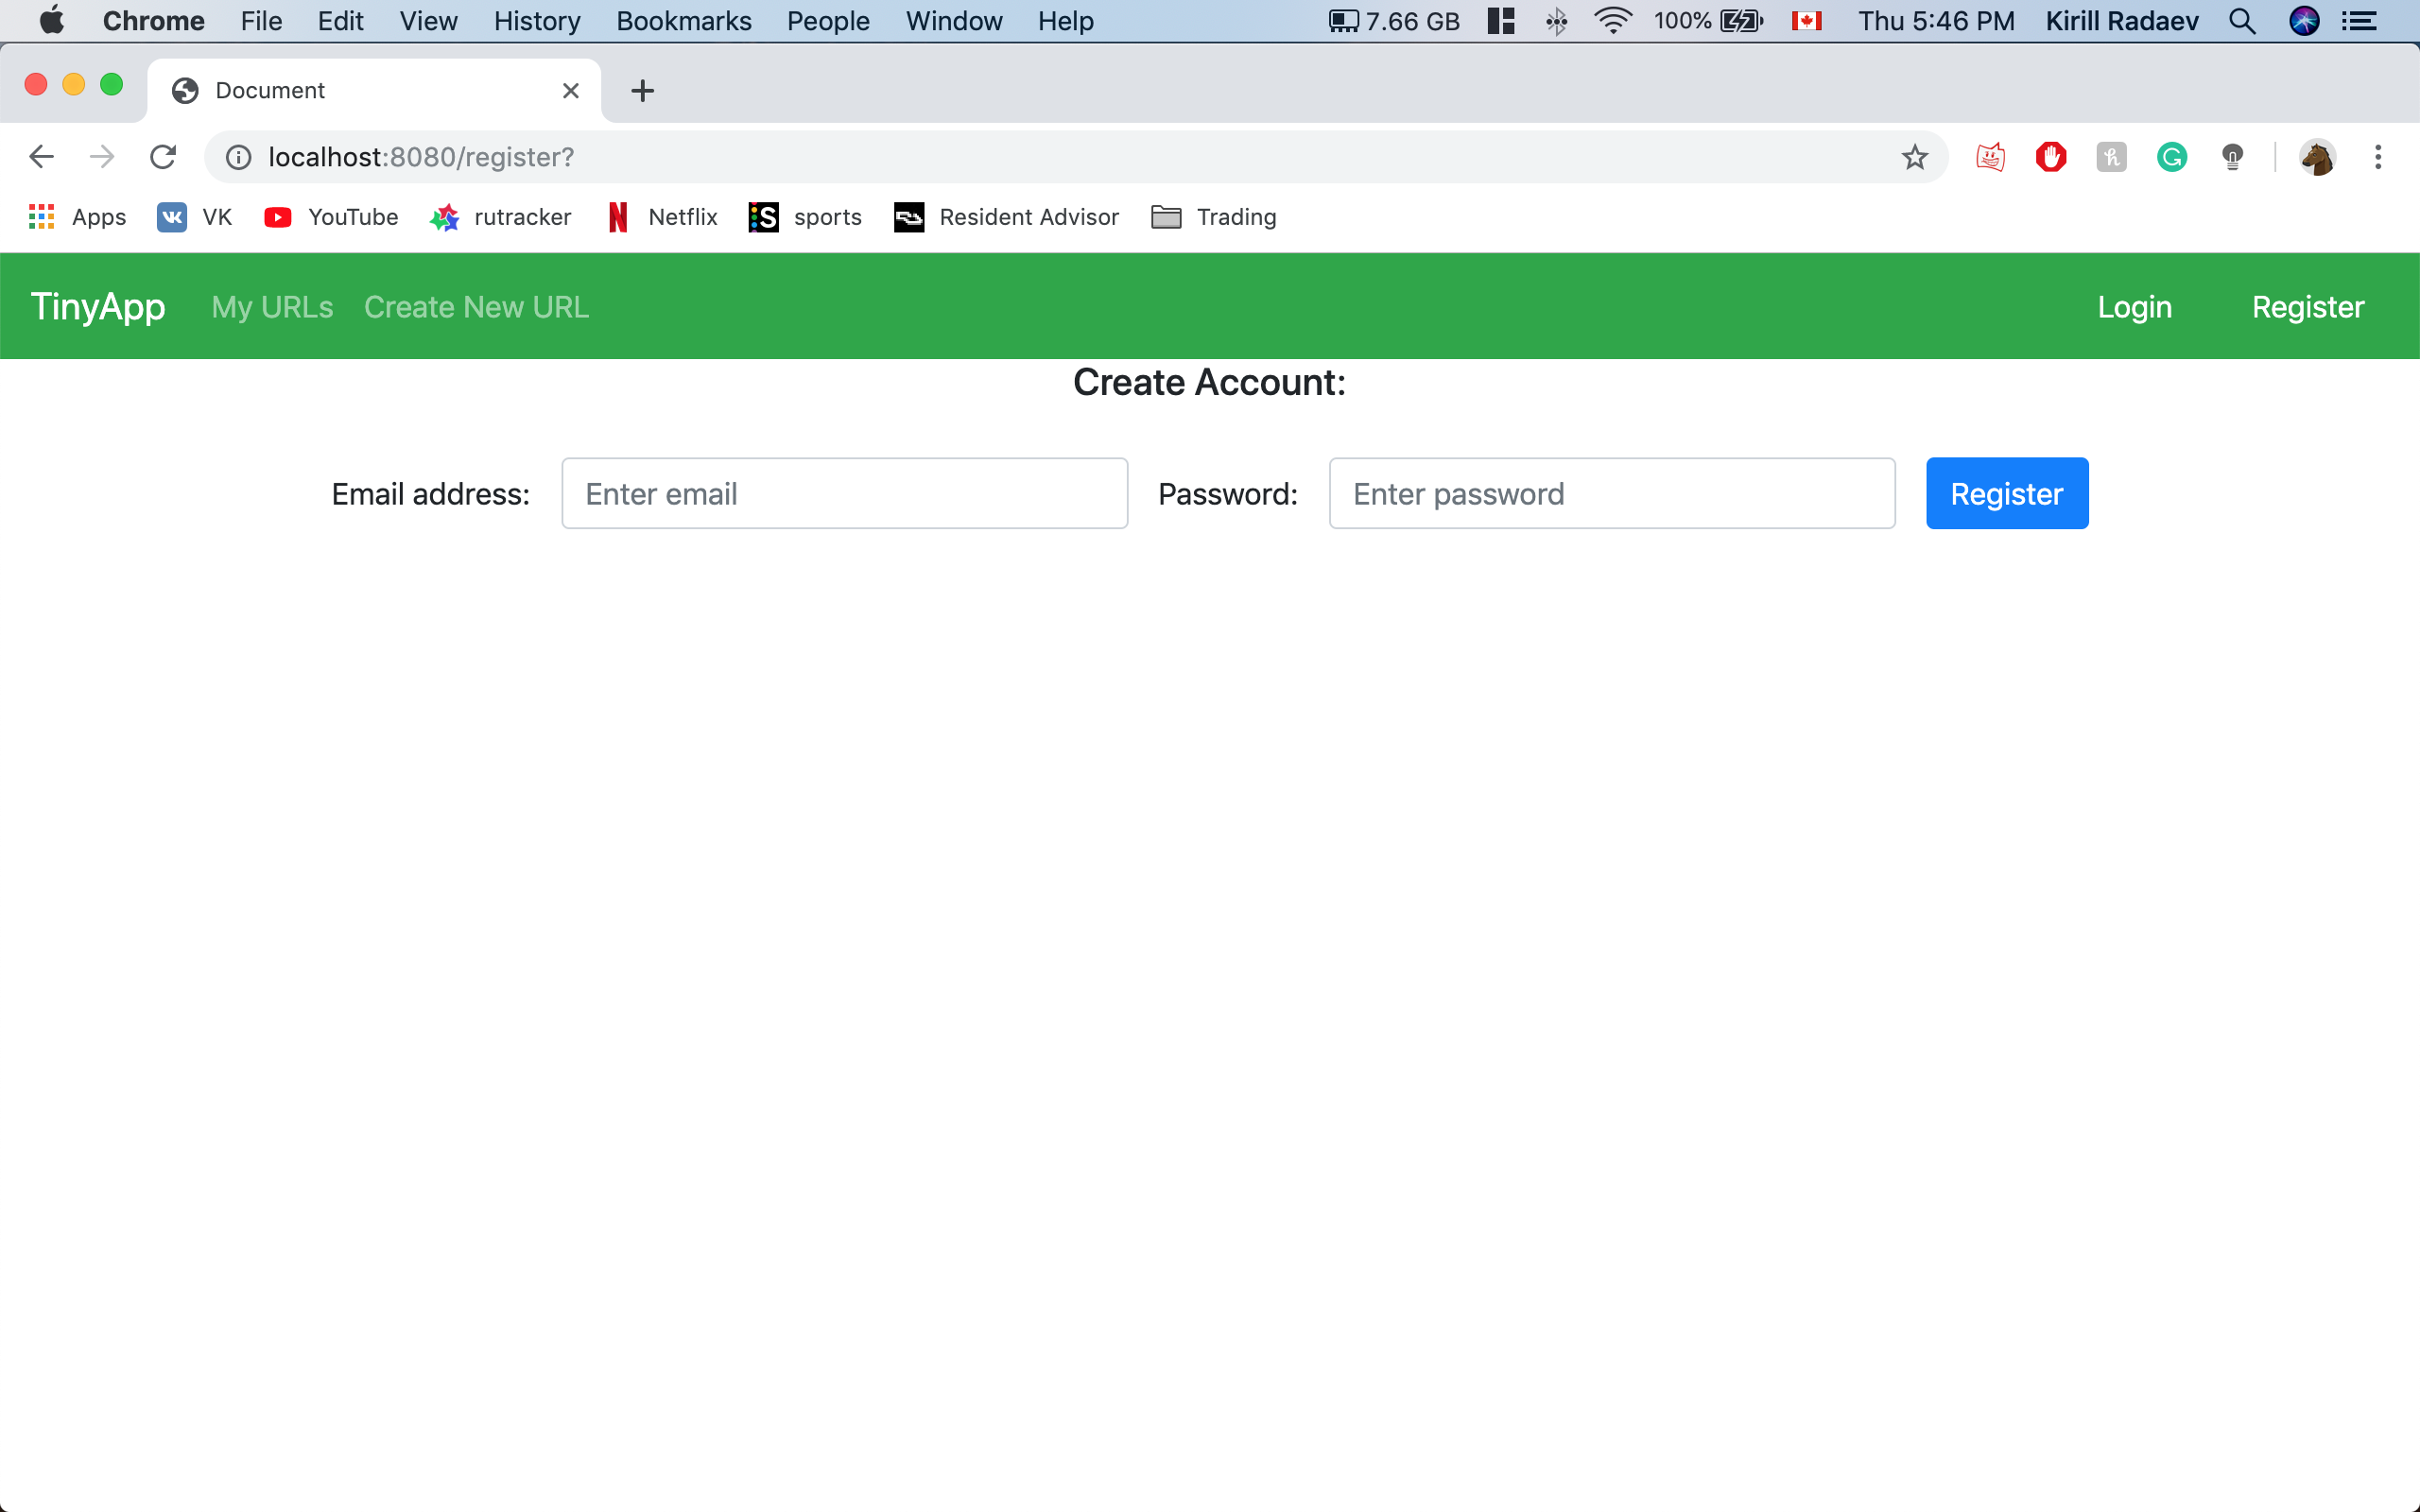 Chrome File Edit View History Bookmarks People Window Help 7.66 GB 100% Thu 5:46 PM Kirill Radaev
Document
localhost:8080/register?
Apps VK YouTube rutracker Netflix sports Resident Advisor Trading
TinyApp My URLs Create New URL Login Register
Create Account:
Email address: Enter email Password: Enter password Register